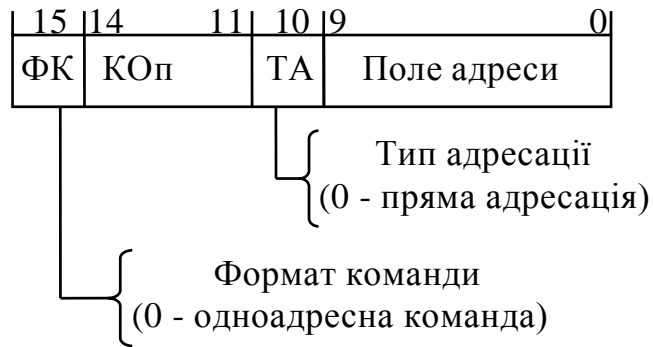 15 14 11 10 9 0
ФК КОп ТА Поле адреси
Тип адресації
(0 - пряма адресація)
Формат команди
(0 - одноадресна команда)